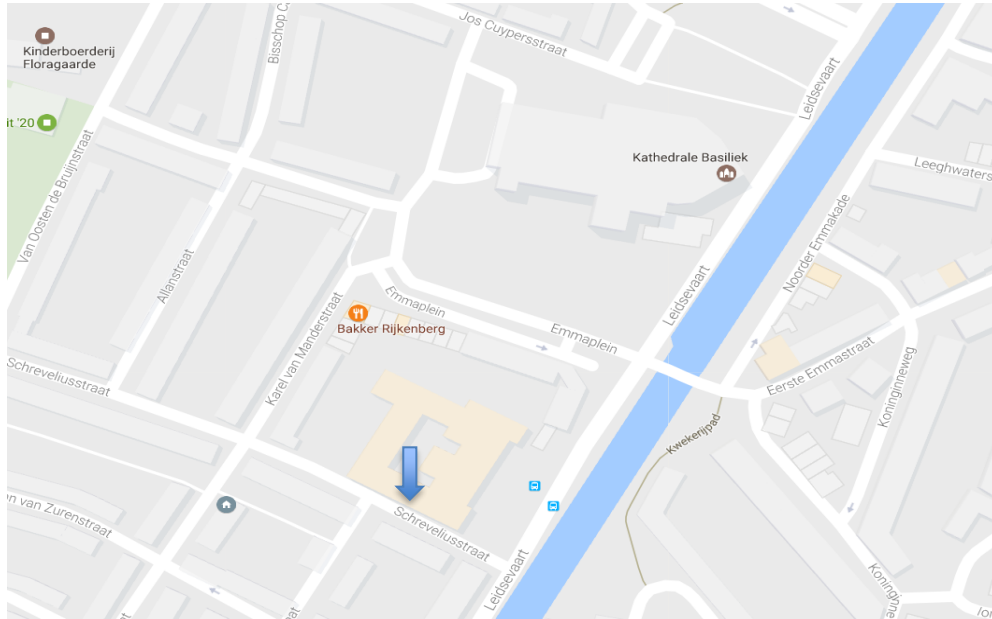 Jos Cuypersstraat
Bisschop C
Kinderboerderij
Floragaarde
it '20
Leidsevaart
Kathedrale Basiliek
Leeghwaters
Van Oosten de Bruijnstraat
Allanstraat
Noorder Emmakade
Leidsevaart
Emmaplein
Karel van Manderstraat
Bakker Rijkenberg
Emmaplein
Schreveliusstraat
Eerste Emmastraat
Koninginneweg
Kwekerijpad
an van Zurenstraat
Schreveliusstraat
Leidsevaart
Koninginne